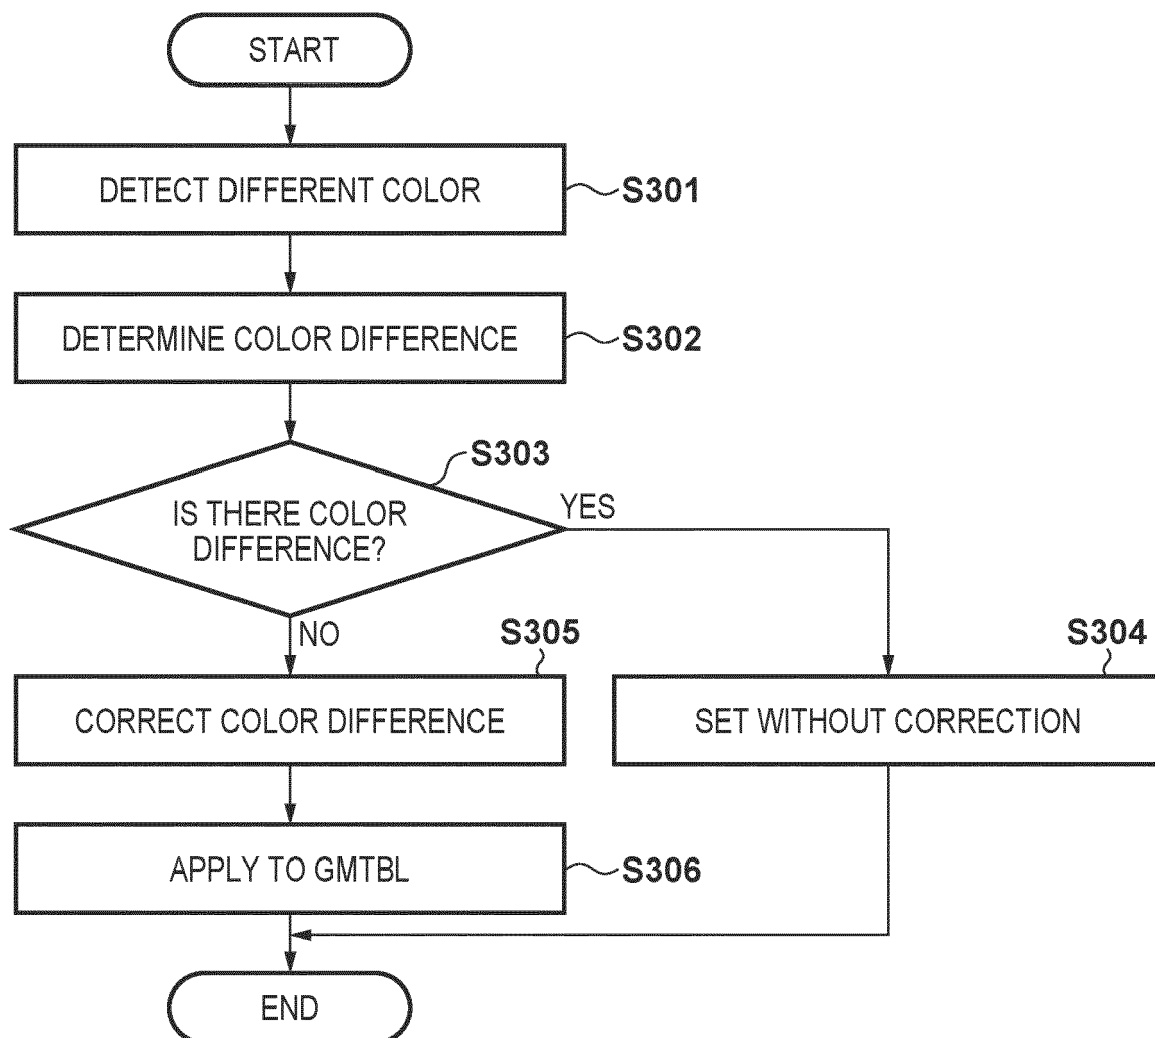 START
DETECT DIFFERENT COLOR
S301
DETERMINE COLOR DIFFERENCE
S302
S303
IS THERE COLOR
DIFFERENCE?
YES
NO
S305
S304
CORRECT COLOR DIFFERENCE
SET WITHOUT CORRECTION
APPLY TO GMTBL
S306
END